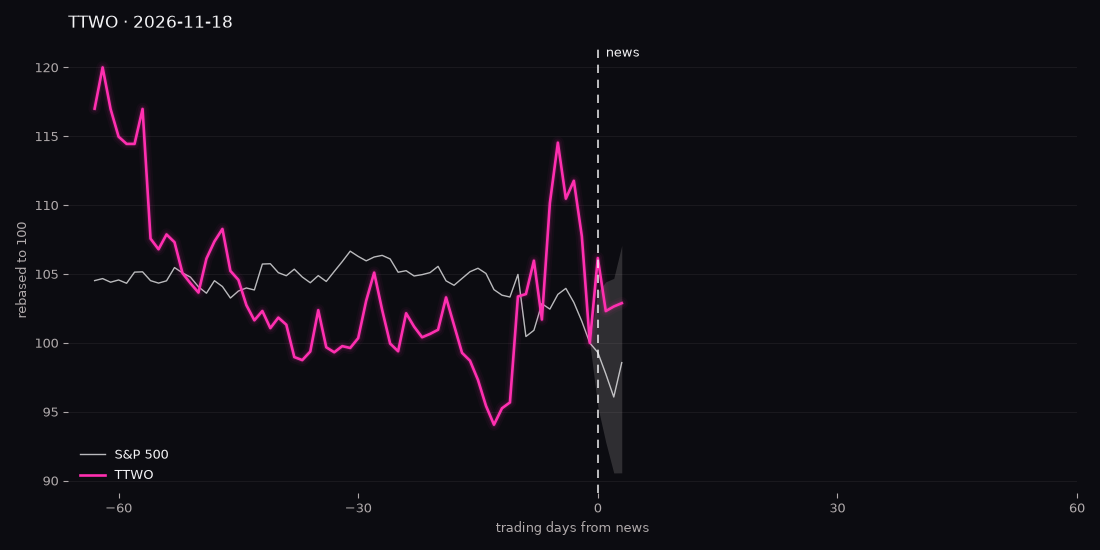 TTWO · 2026-11-18
news
120
115
110
105
100
95
90
rebased to 100
S&P 500
TTWO
−60
−30
0
30
60
trading days from news